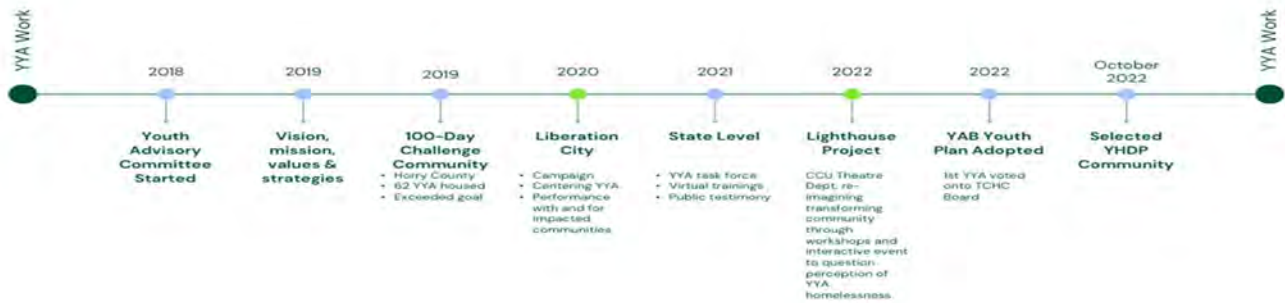 YYA Work
2018
Youth
Advisory
Committee
Started
2019
Vision,
mission,
values &
strategies
2019
100-Day
Challenge
Community
• Horry County
• 62 YYA housed
• Exceeded goal
2020
Liberation
City
• Campaign
• Centering YYA
• Performance
with and for
impacted
communities
2021
State Level
• YYA task force
• Virtual trainings
• Public testimony
2022
Lighthouse
Project
CCU Theatre
Dept. re-
imagining
transforming
community
through
workshops and
interactive event
to question
perception of
YYA
homelessness
2022
YAB Youth
Plan Adopted
1st YYA voted
onto TCHC
Board
October
2022
Selected
YHDP
Community
YYA Work